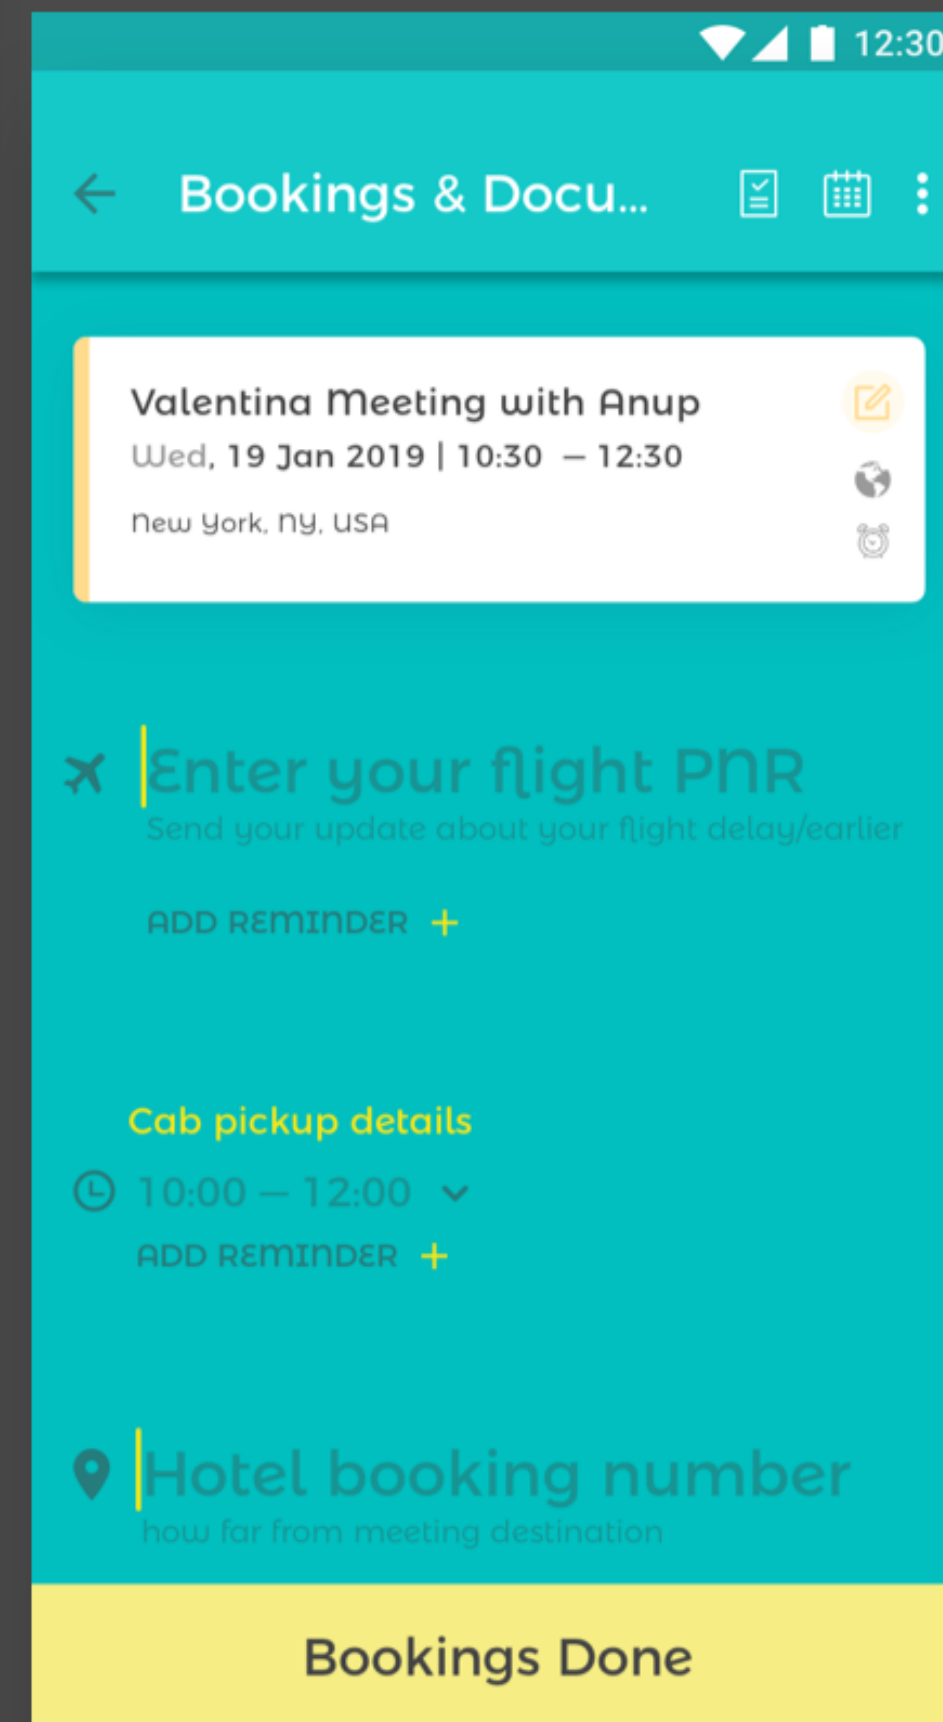 12:30
Bookings & Docu...
Valentina Meeting with Anup
Wed, 19 Jan 2019 | 10:30 – 12:30
New York, NY, USA
Enter your flight PNR
Send your update about your flight delay/earlier
ADD REMINDER +
Cab pickup details
10:00 – 12:00
ADD REMINDER +
Hotel booking number
how far from meeting destination
Bookings Done